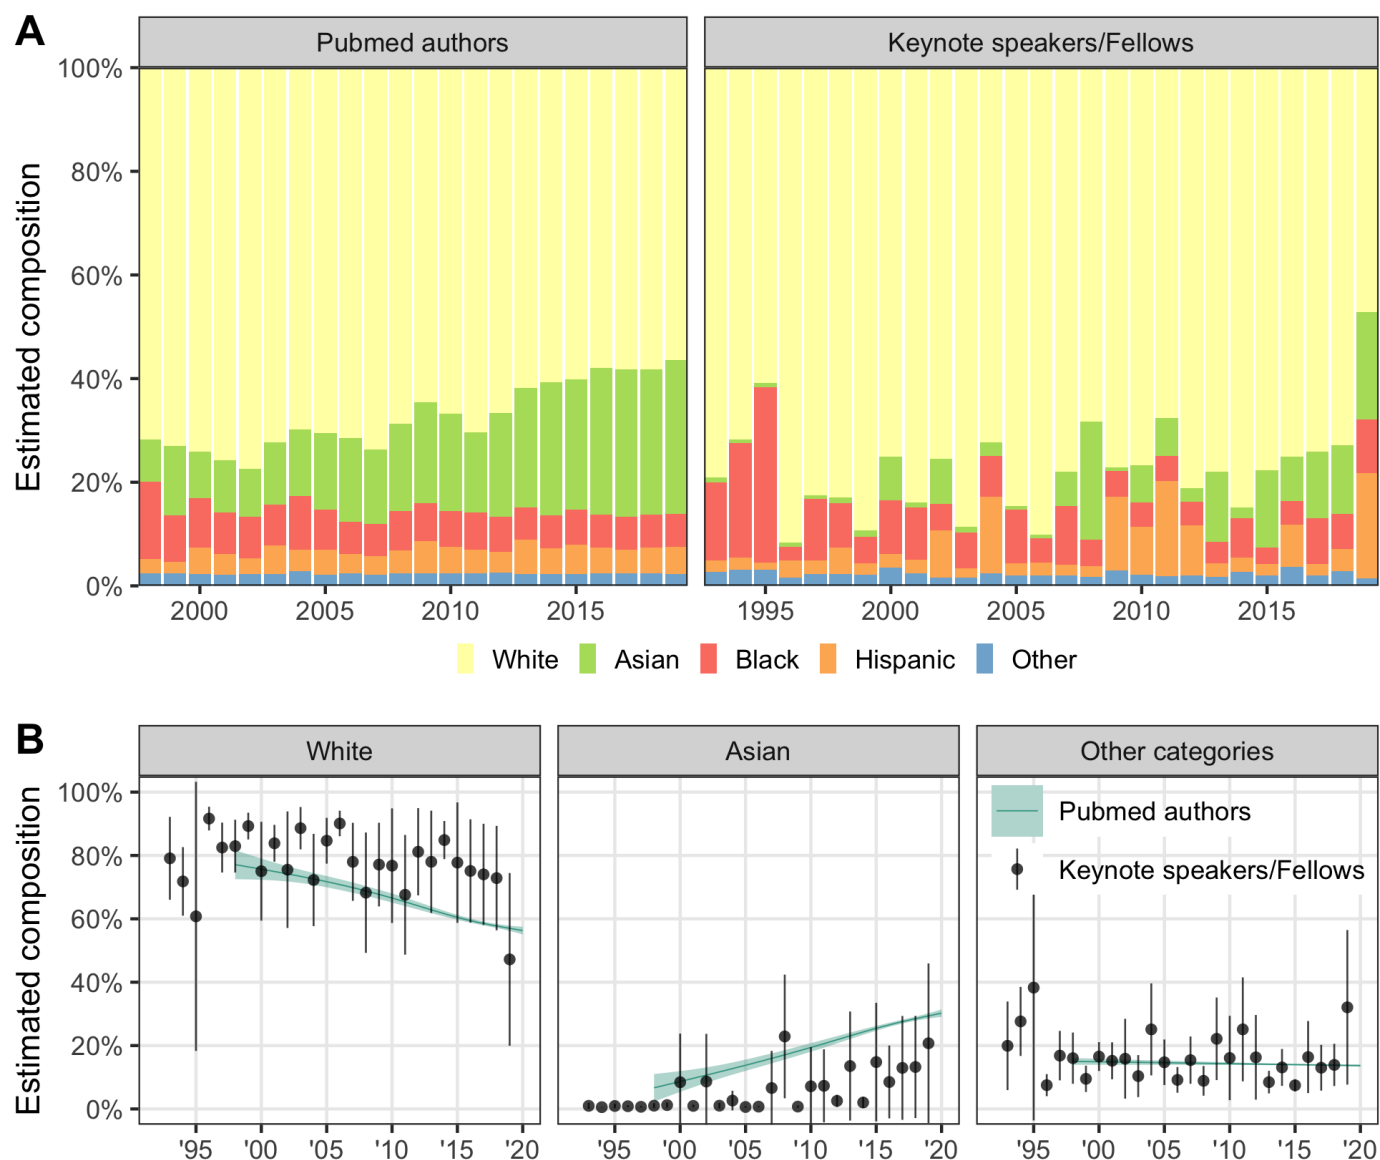 A
Pubmed authors Keynote speakers/Fellows
Estimated composition
100%
80%
60%
40%
20%
0%
2000 2005 2010 2015 1995 2000 2005 2010 2015
White Asian Black Hispanic Other
B
White Asian Other categories
Estimated composition
100%
80%
60%
40%
20%
0%
Pubmed authors
Keynote speakers/Fellows
'95 '00 '05 '10 '15 '20 '95 '00 '05 '10 '15 '20 '95 '00 '05 '10 '15 '20